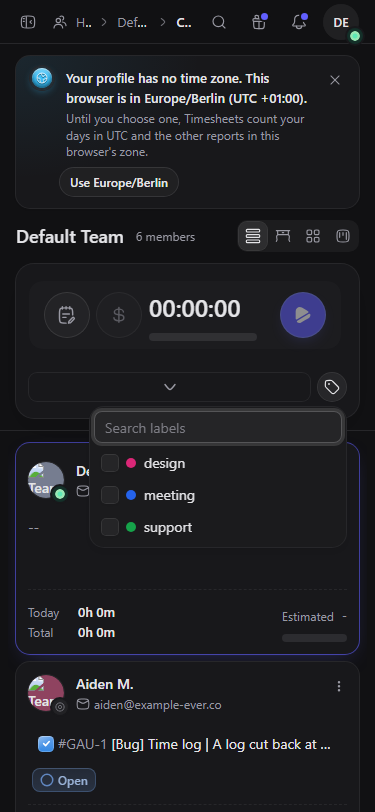 H..
Def...
C...
DE
Your profile has no time zone. This
browser is in Europe/Berlin (UTC +01:00).
Until you choose one, Timesheets count your
days in UTC and the other reports in this
browser's zone.
Use Europe/Berlin
Default Team
6 members
00:00:00
Search labels
design
meeting
support
De
--
Today 0h 0m
Total 0h 0m
Estimated -
Aiden M.
aiden@example-ever.co
#GAU-1 [Bug] Time log | A log cut back at ...
Open